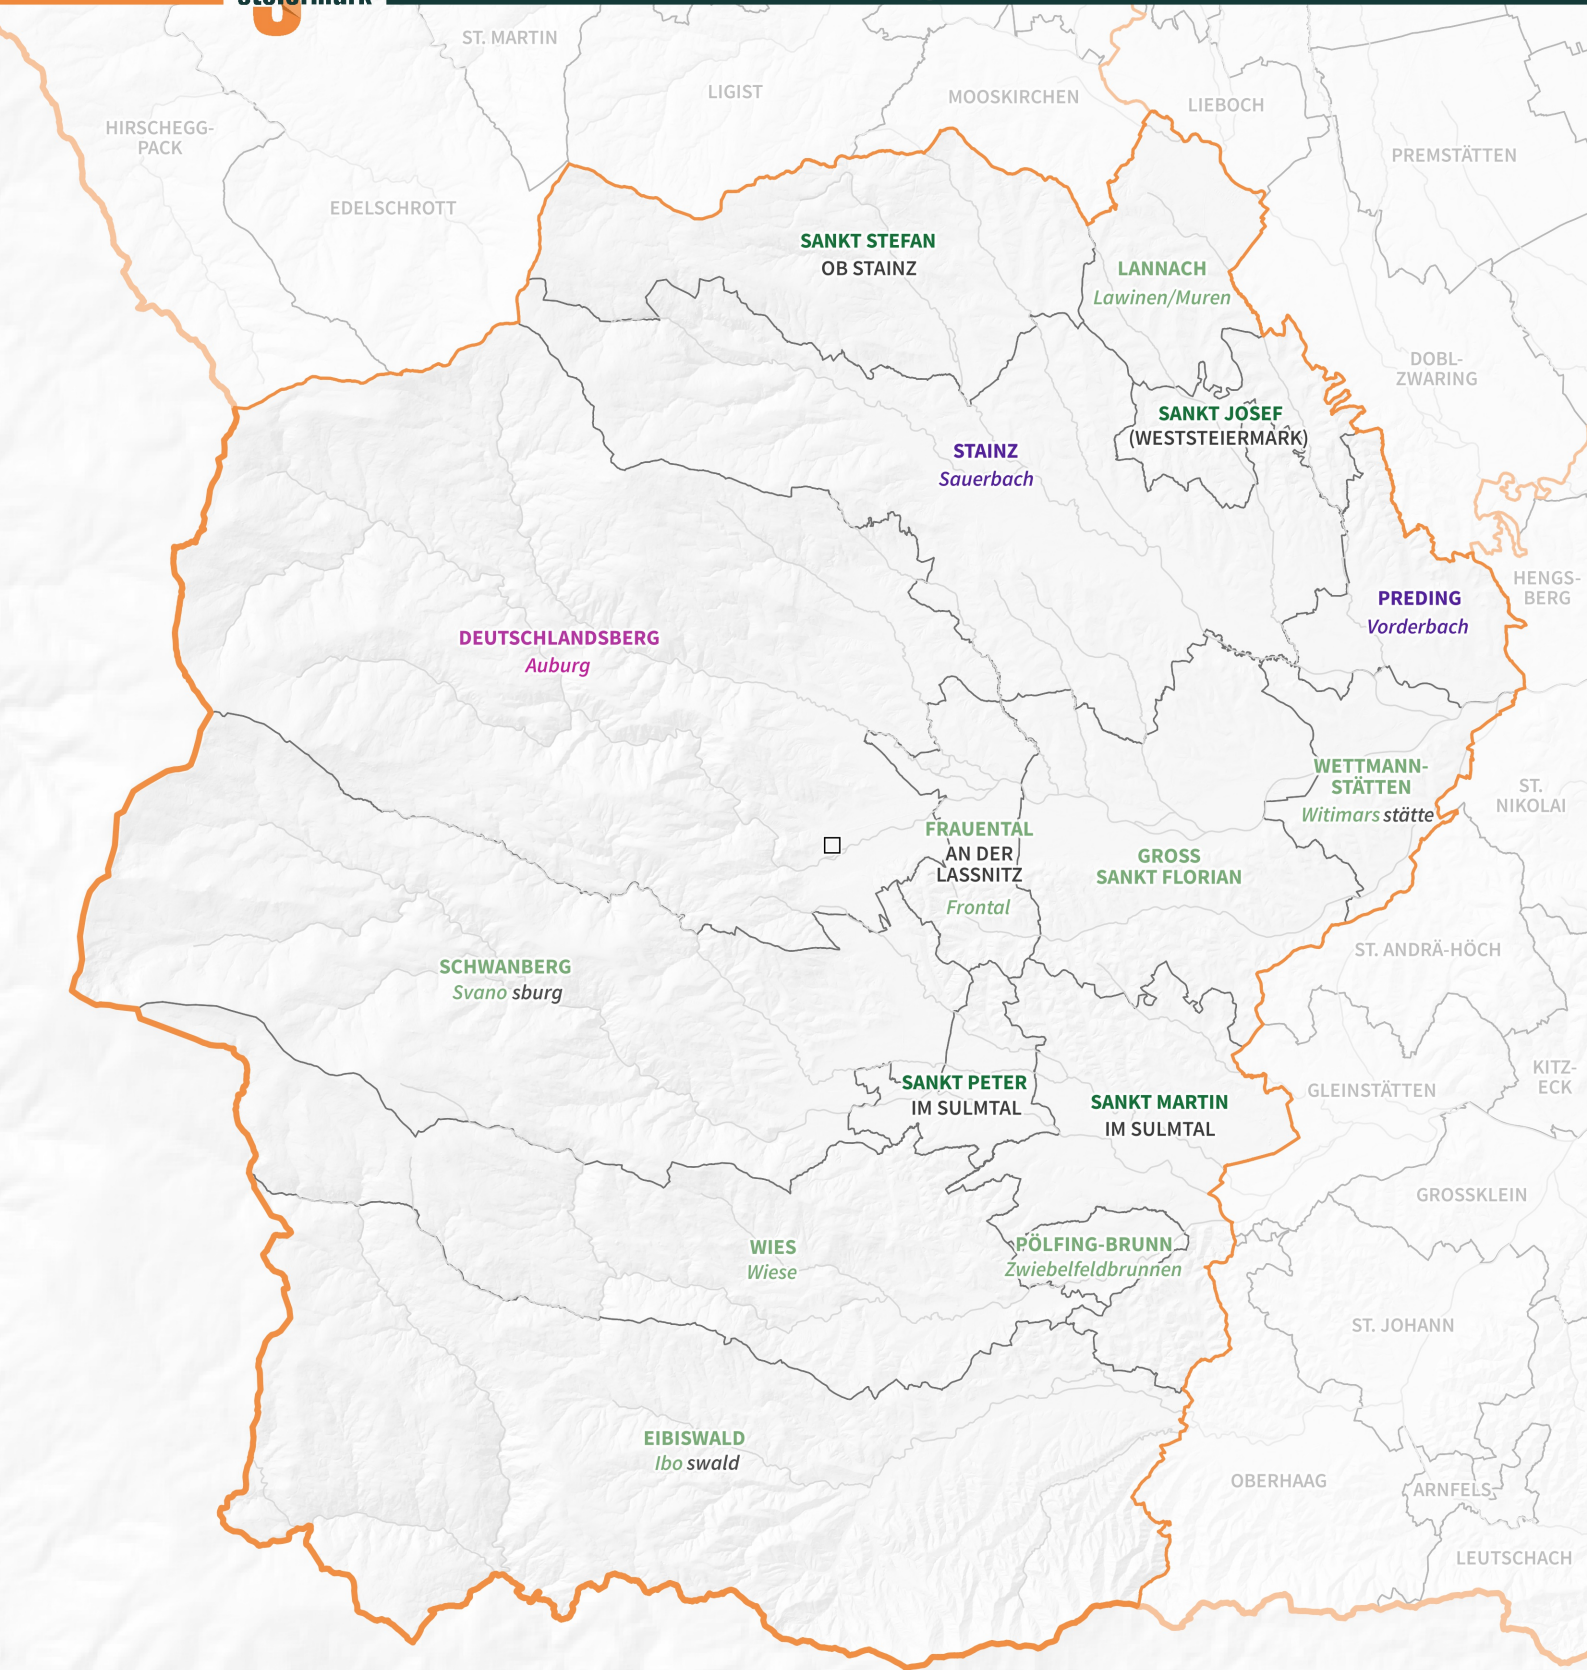 Steiermark
ST. MARTIN
LIGIST
MOOSKIRCHEN
LIEBOCH
HIRSCHEGG-
PACK
PREMSTÄTTEN
EDELSCHROTT
SANKT STEFAN
OB STAINZ
LANNACH
Lawinen/Muren
DOBL-
ZWARING
SANKT JOSEF
(WESTSTEIERMARK)
STAINZ
Sauerbach
HENGS-
BERG
PREDING
Vorderbach
DEUTSCHLANDSBERG
Auburg
WETTMANN-
STÄTTEN
Witimars stätte
ST.
NIKOLAI
FRAUENTAL
AN DER
LASSNITZ
Frontal
GROSS
SANKT FLORIAN
ST. ANDRÄ-HÖCH
SCHWANBERG
Svano sburg
KITZ-
ECK
SANKT PETER
IM SULMTAL
SANKT MARTIN
IM SULMTAL
GLEINSTÄTTEN
GROSSKLEIN
WIES
Wiese
PÖLFING-BRUNN
Zwiebelfeldbrunnen
ST. JOHANN
EIBISWALD
Ibo swald
OBERHAAG
ARNFELS
LEUTSCHACH